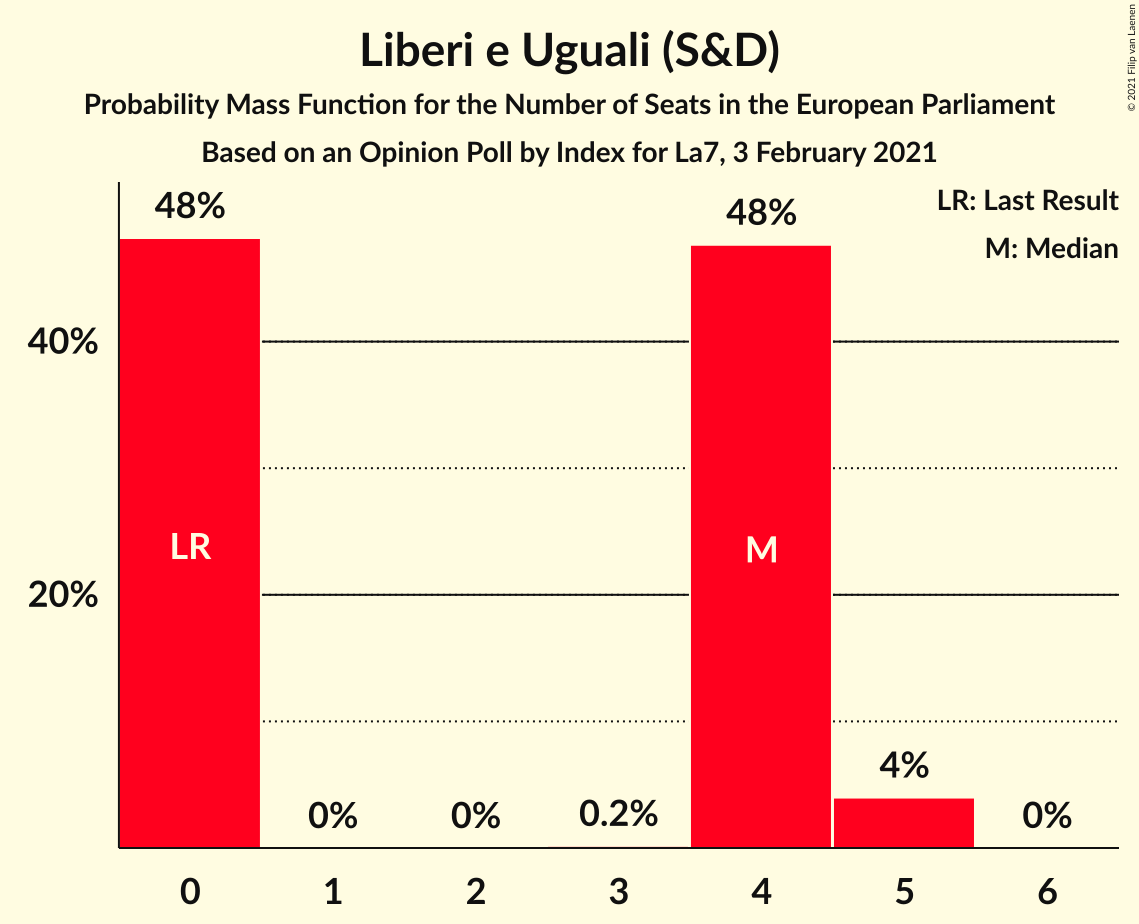 Liberi e Uguali (S&D)
Probability Mass Function for the Number of Seats in the European Parliament
Based on an Opinion Poll by Index for La7, 3 February 2021
© 2021 Filip van Laenen
LR: Last Result
M: Median
48%
48%
40%
LR
M
20%
4%
0%
0%
0.2%
0%
0
1
2
3
4
5
6